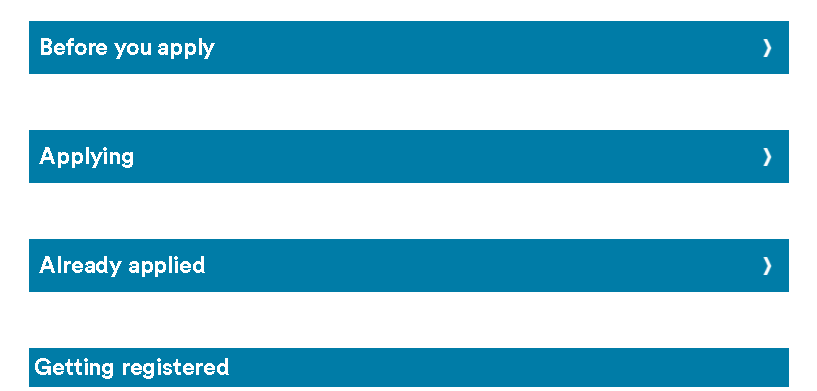 Before you apply
Applying
Already applied
Getting registered